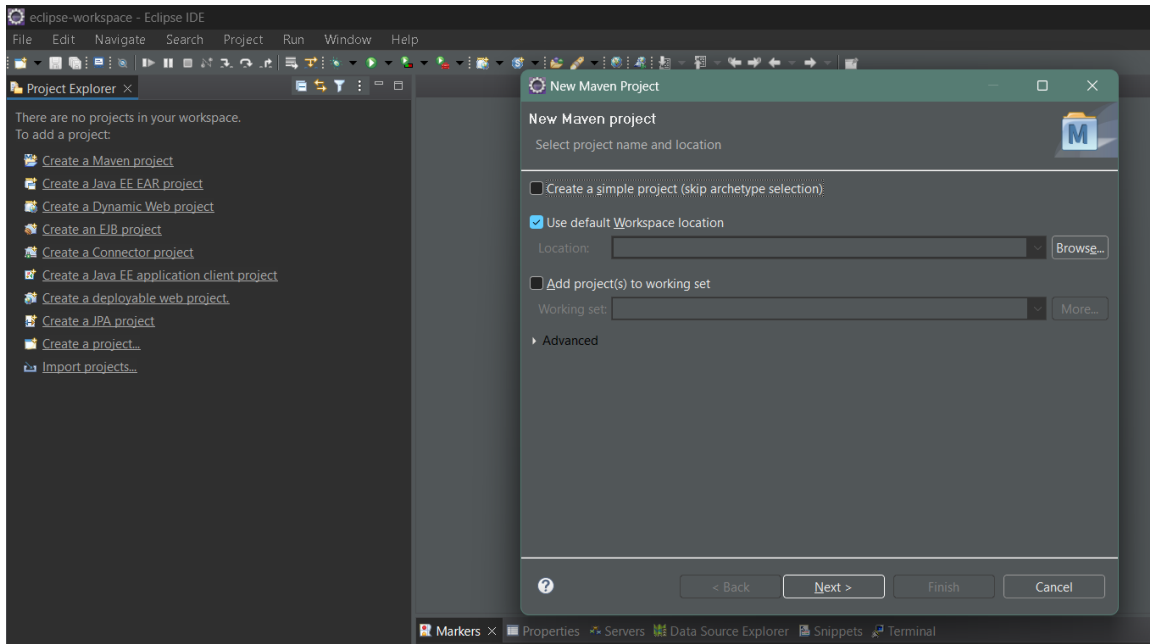 eclipse-workspace - Eclipse IDE
File Edit Navigate Search Project Run Window Help
Project Explorer
There are no projects in your workspace.
To add a project:
Create a Maven project
Create a Java EE EAR project
Create a Dynamic Web project
Create an EJB project
Create a Connector project
Create a Java EE application client project
Create a deployable web project.
Create a JPA project
Create a project...
Import projects...
New Maven Project
New Maven project
Select project name and location
M
Create a simple project (skip archetype selection)
Use default Workspace location
Location:
Browse...
Add project(s) to working set
Working set:
More...
Advanced
?
< Back
Next >
Finish
Cancel
Markers Properties Servers Data Source Explorer Snippets Terminal